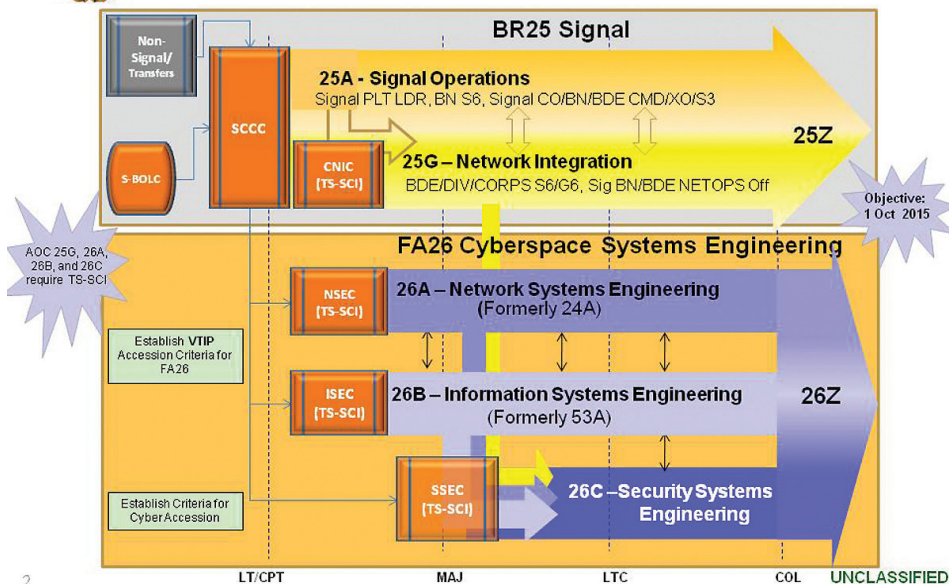 BR25 Signal
Non-
Signal/
Transfers
SCCC
S-BOLC
25A - Signal Operations
Signal PLT LDR, BN S6, Signal CO/BN/BDE CMD/XO/S3
CNIC
(TS-SCI)
25G – Network Integration
BDE/DIV/CORPS S6/G6, Sig BN/BDE NETOPS Off
25Z
Objective:
1 Oct 2015
AOC 25G, 26A,
26B, and 26C
require TS-SCI
FA26 Cyberspace Systems Engineering
NSEC
(TS-SCI)
26A – Network Systems Engineering
(Formerly 24A)
Establish VTIP
Accession Criteria for
FA26
ISEC
(TS-SCI)
26B – Information Systems Engineering
(Formerly 53A)
26Z
SSEC
(TS-SCI)
26C –Security Systems
Engineering
Establish Criteria for
Cyber Accession
2
LT/CPT
MAJ
LTC
COL
UNCLASSIFIED